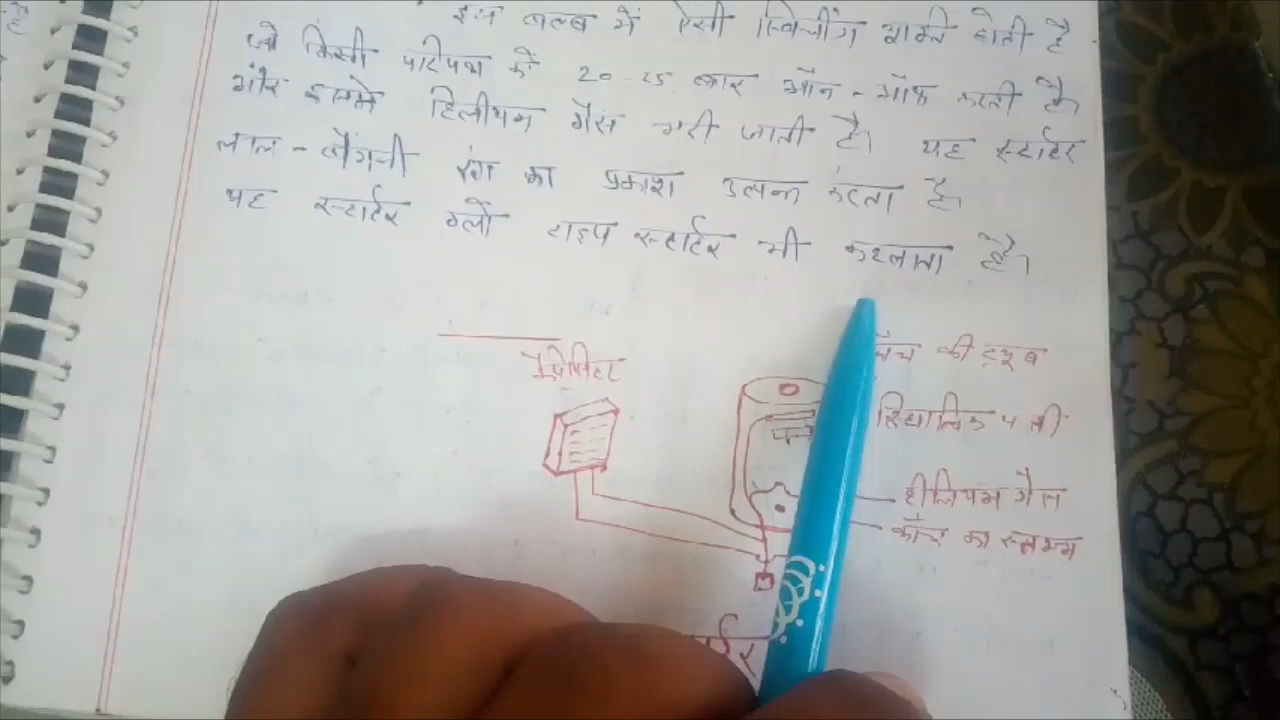 इस बल्ब में ऐसी स्विचिंग शक्ति होती है
जो किसी परिपथ को 20-25 बार ऑन - ऑफ करती है।
और इसमे हिलीयम गैस भरी जाती है। यह स्टार्टर
लाल - बैंगनी रंग का प्रकाश उत्पन्न करता है।
यह स्टार्टर ग्लो टाइप स्टार्टर भी कहलाता है।
की ट्यूब
पत्ती
हीलियम गैस
काँच का स्तम्भ